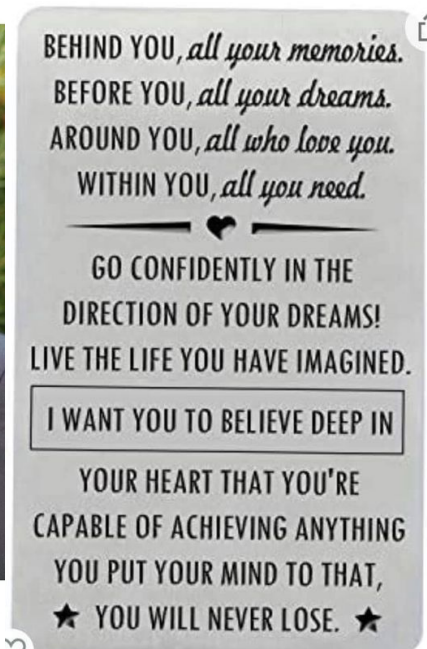 BEHIND YOU, all your memories.
BEFORE YOU, all your dreams.
AROUND YOU, all who love you.
WITHIN YOU, all you need.
GO CONFIDENTLY IN THE
DIRECTION OF YOUR DREAMS!
LIVE THE LIFE YOU HAVE IMAGINED.
I WANT YOU TO BELIEVE DEEP IN
YOUR HEART THAT YOU'RE
CAPABLE OF ACHIEVING ANYTHING
YOU PUT YOUR MIND TO THAT,
YOU WILL NEVER LOSE.